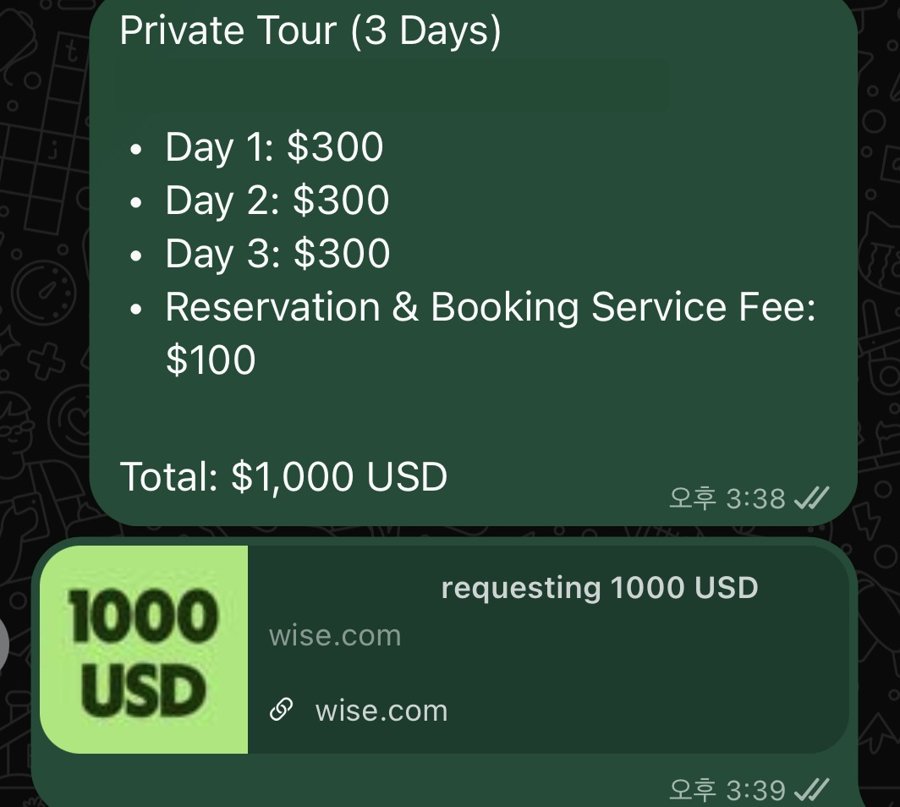 Private Tour (3 Days)
• Day 1: $300
• Day 2: $300
• Day 3: $300
• Reservation & Booking Service Fee:
$100
Total: $1,000 USD
오후 3:38
1000
USD
requesting 1000 USD
wise.com
wise.com
오후 3:39